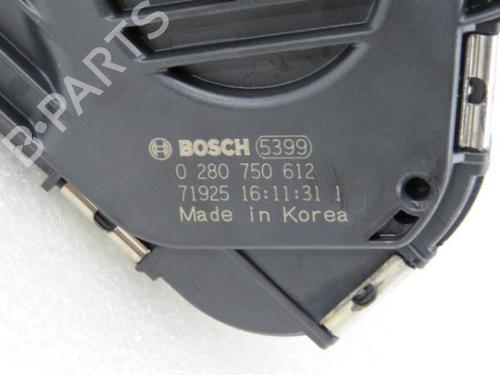 B-PARTS
BOSCH 5399
0 280 750 612
71925 16:11:31 1
Made in Korea